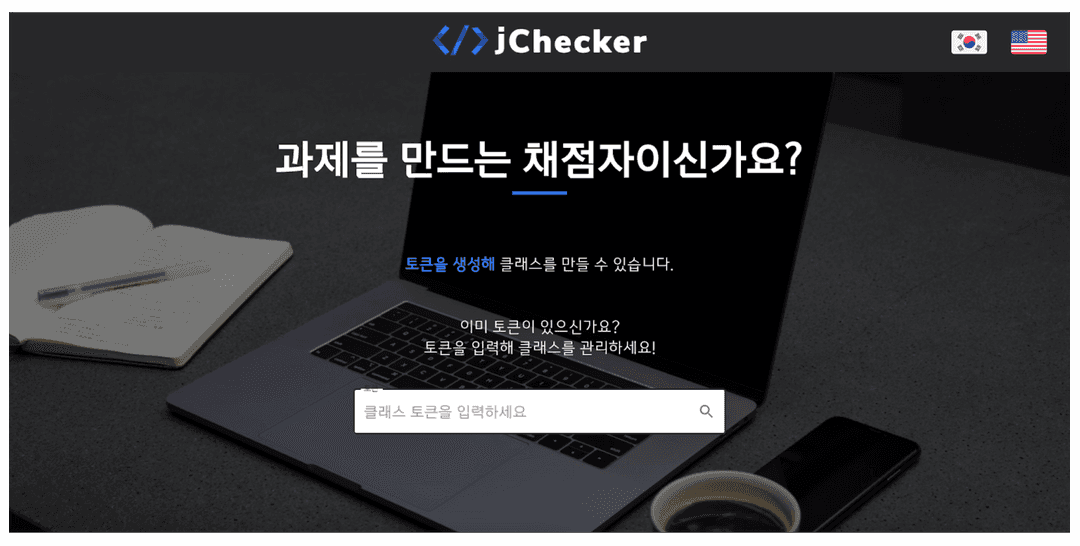 </> jChecker
과제를 만드는 채점자이신가요?
토큰을 생성해 클래스를 만들 수 있습니다.
이미 토큰이 있으신가요?
토큰을 입력해 클래스를 관리하세요!
클래스 토큰을 입력하세요